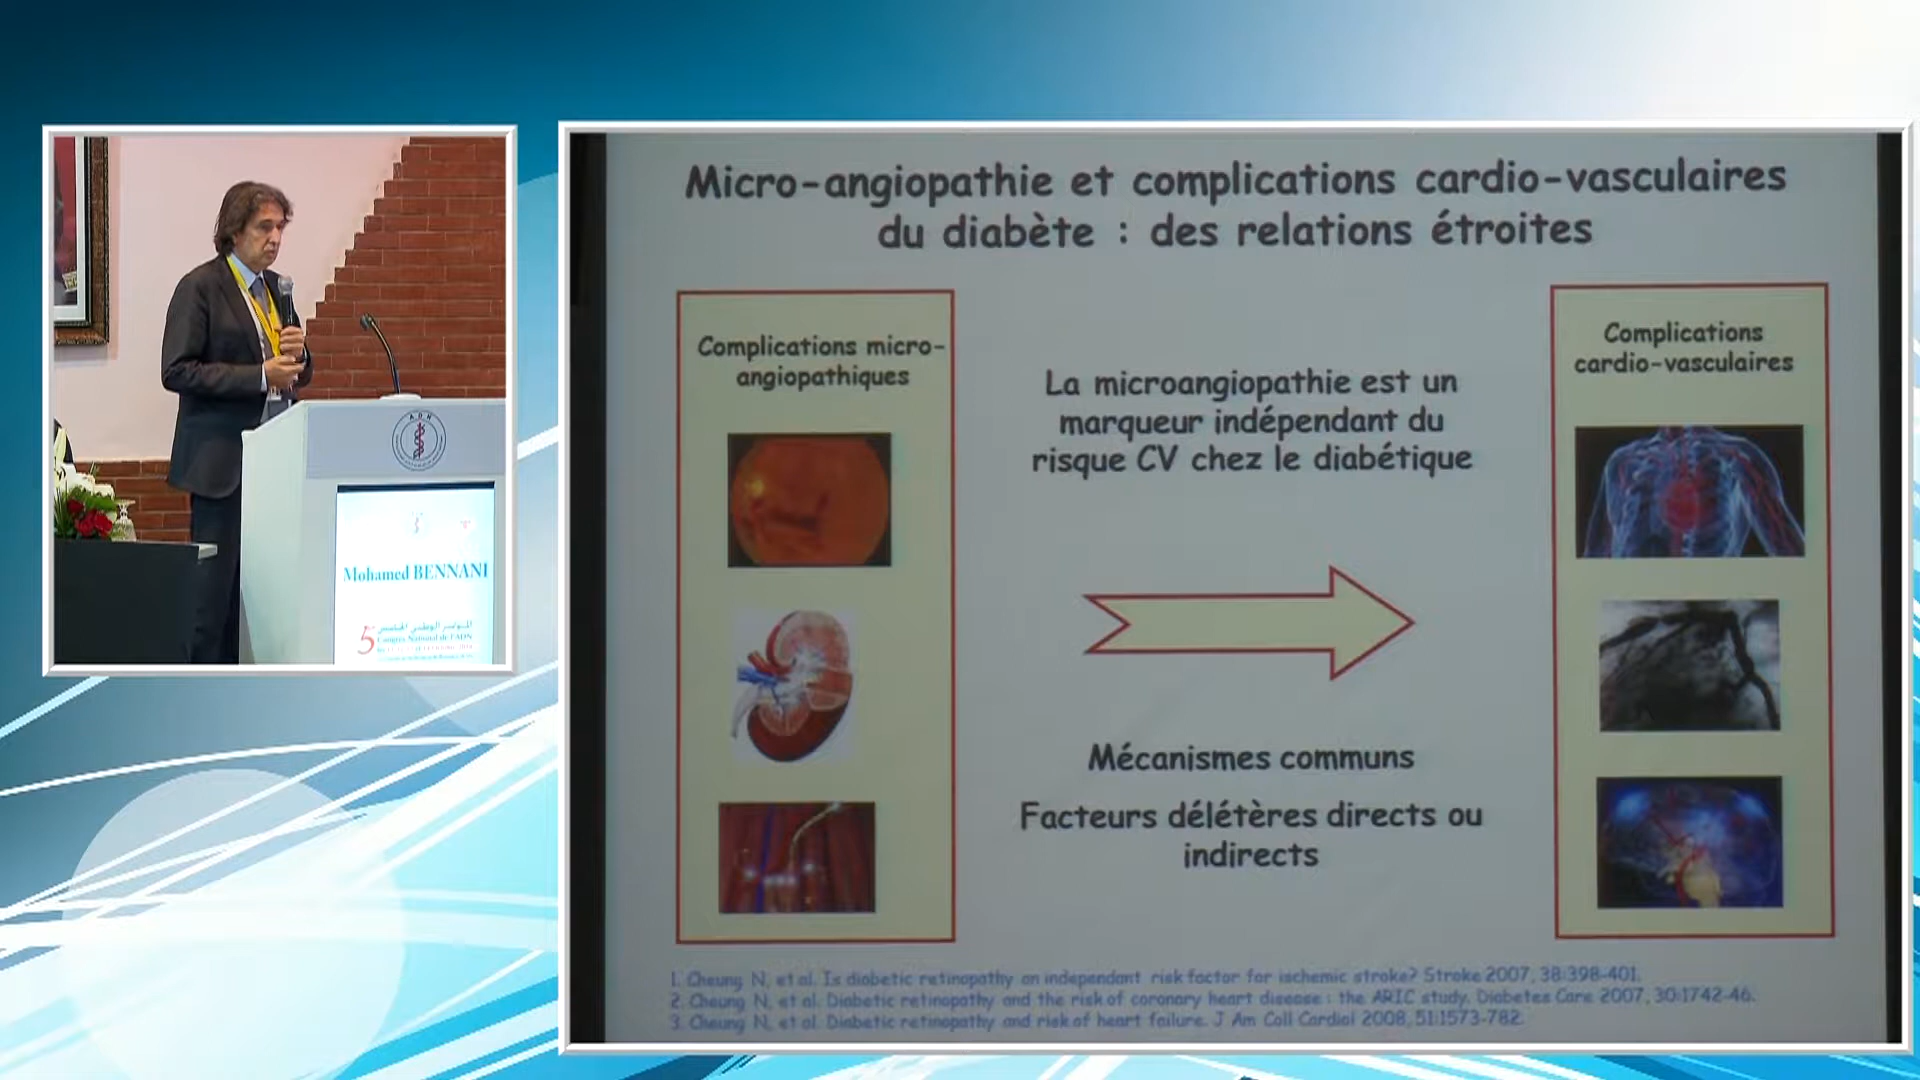 A D N
Mohamed BENNANI
5
Congrès National de l'ADN
Micro-angiopathie et complications cardio-vasculaires
du diabète : des relations étroites
Complications micro-
angiopathiques
La microangiopathie est un
marqueur indépendant du
risque CV chez le diabétique
Mécanismes communs
Facteurs délétères directs ou
indirects
Complications
cardio-vasculaires
1. Cheung N, et al. Is diabetic retinopathy an independant risk factor for ischemic stroke? Stroke 2007, 38:398-401.
2. Cheung N, et al. Diabetic retinopathy and the risk of coronary heart disease : the ARIC study. Diabetes Care 2007, 30:1742-46.
3. Cheung N, et al. Diabetic retinopathy and risk of heart failure. J Am Coll Cardiol 2008, 51:1573-782.